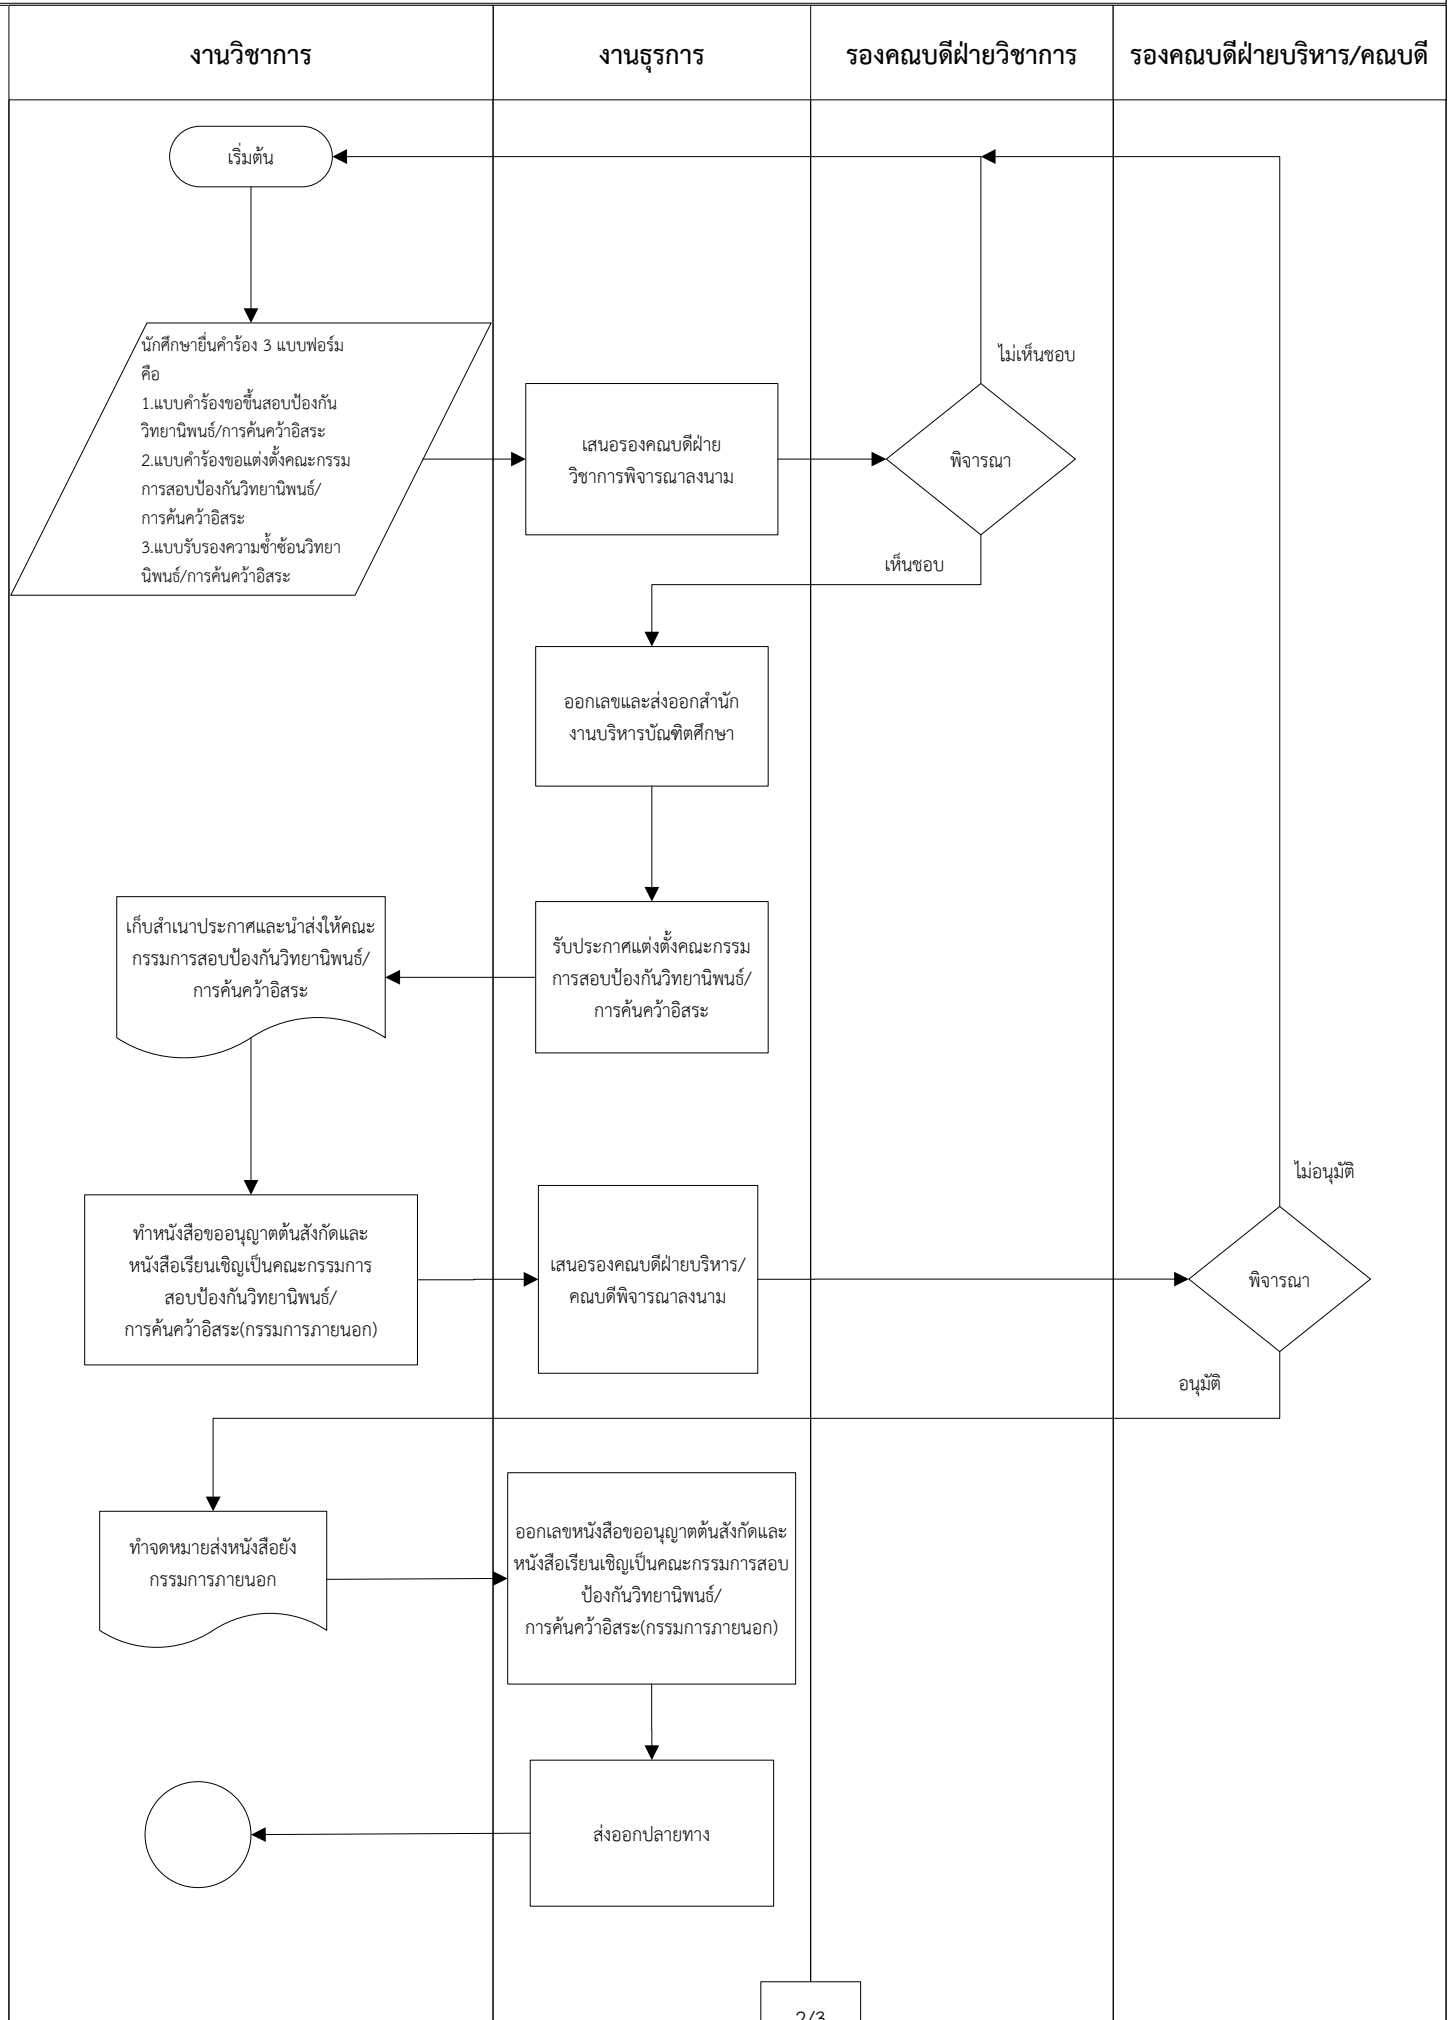 งานวิชาการ
งานธุรการ
รองคณบดีฝ่ายวิชาการ
รองคณบดีฝ่ายบริหาร/คณบดี
เริ่มต้น
นักศึกษายื่นคำร้อง 3 แบบฟอร์ม
คือ
1.แบบคำร้องขอขึ้นสอบป้องกัน
วิทยานิพนธ์/การค้นคว้าอิสระ
2.แบบคำร้องขอแต่งตั้งคณะกรรม
การสอบป้องกันวิทยานิพนธ์/
การค้นคว้าอิสระ
3.แบบรับรองความซ้ำซ้อนวิทยา
นิพนธ์/การค้นคว้าอิสระ
เสนอรองคณบดีฝ่าย
วิชาการพิจารณาลงนาม
ไม่เห็นชอบ
พิจารณา
เห็นชอบ
ออกเลขและส่งออกสำนัก
งานบริหารบัณฑิตศึกษา
รับประกาศแต่งตั้งคณะกรรม
การสอบป้องกันวิทยานิพนธ์/
การค้นคว้าอิสระ
เก็บสำเนาประกาศและนำส่งให้คณะ
กรรมการสอบป้องกันวิทยานิพนธ์/
การค้นคว้าอิสระ
ทำหนังสือขออนุญาตต้นสังกัดและ
หนังสือเรียนเชิญเป็นคณะกรรมการ
สอบป้องกันวิทยานิพนธ์/
การค้นคว้าอิสระ(กรรมการภายนอก)
เสนอรองคณบดีฝ่ายบริหาร/
คณบดีพิจารณาลงนาม
ไม่อนุมัติ
พิจารณา
อนุมัติ
ทำจดหมายส่งหนังสือยัง
กรรมการภายนอก
ออกเลขหนังสือขออนุญาตต้นสังกัดและ
หนังสือเรียนเชิญเป็นคณะกรรมการสอบ
ป้องกันวิทยานิพนธ์/
การค้นคว้าอิสระ(กรรมการภายนอก)
ส่งออกปลายทาง
2/3